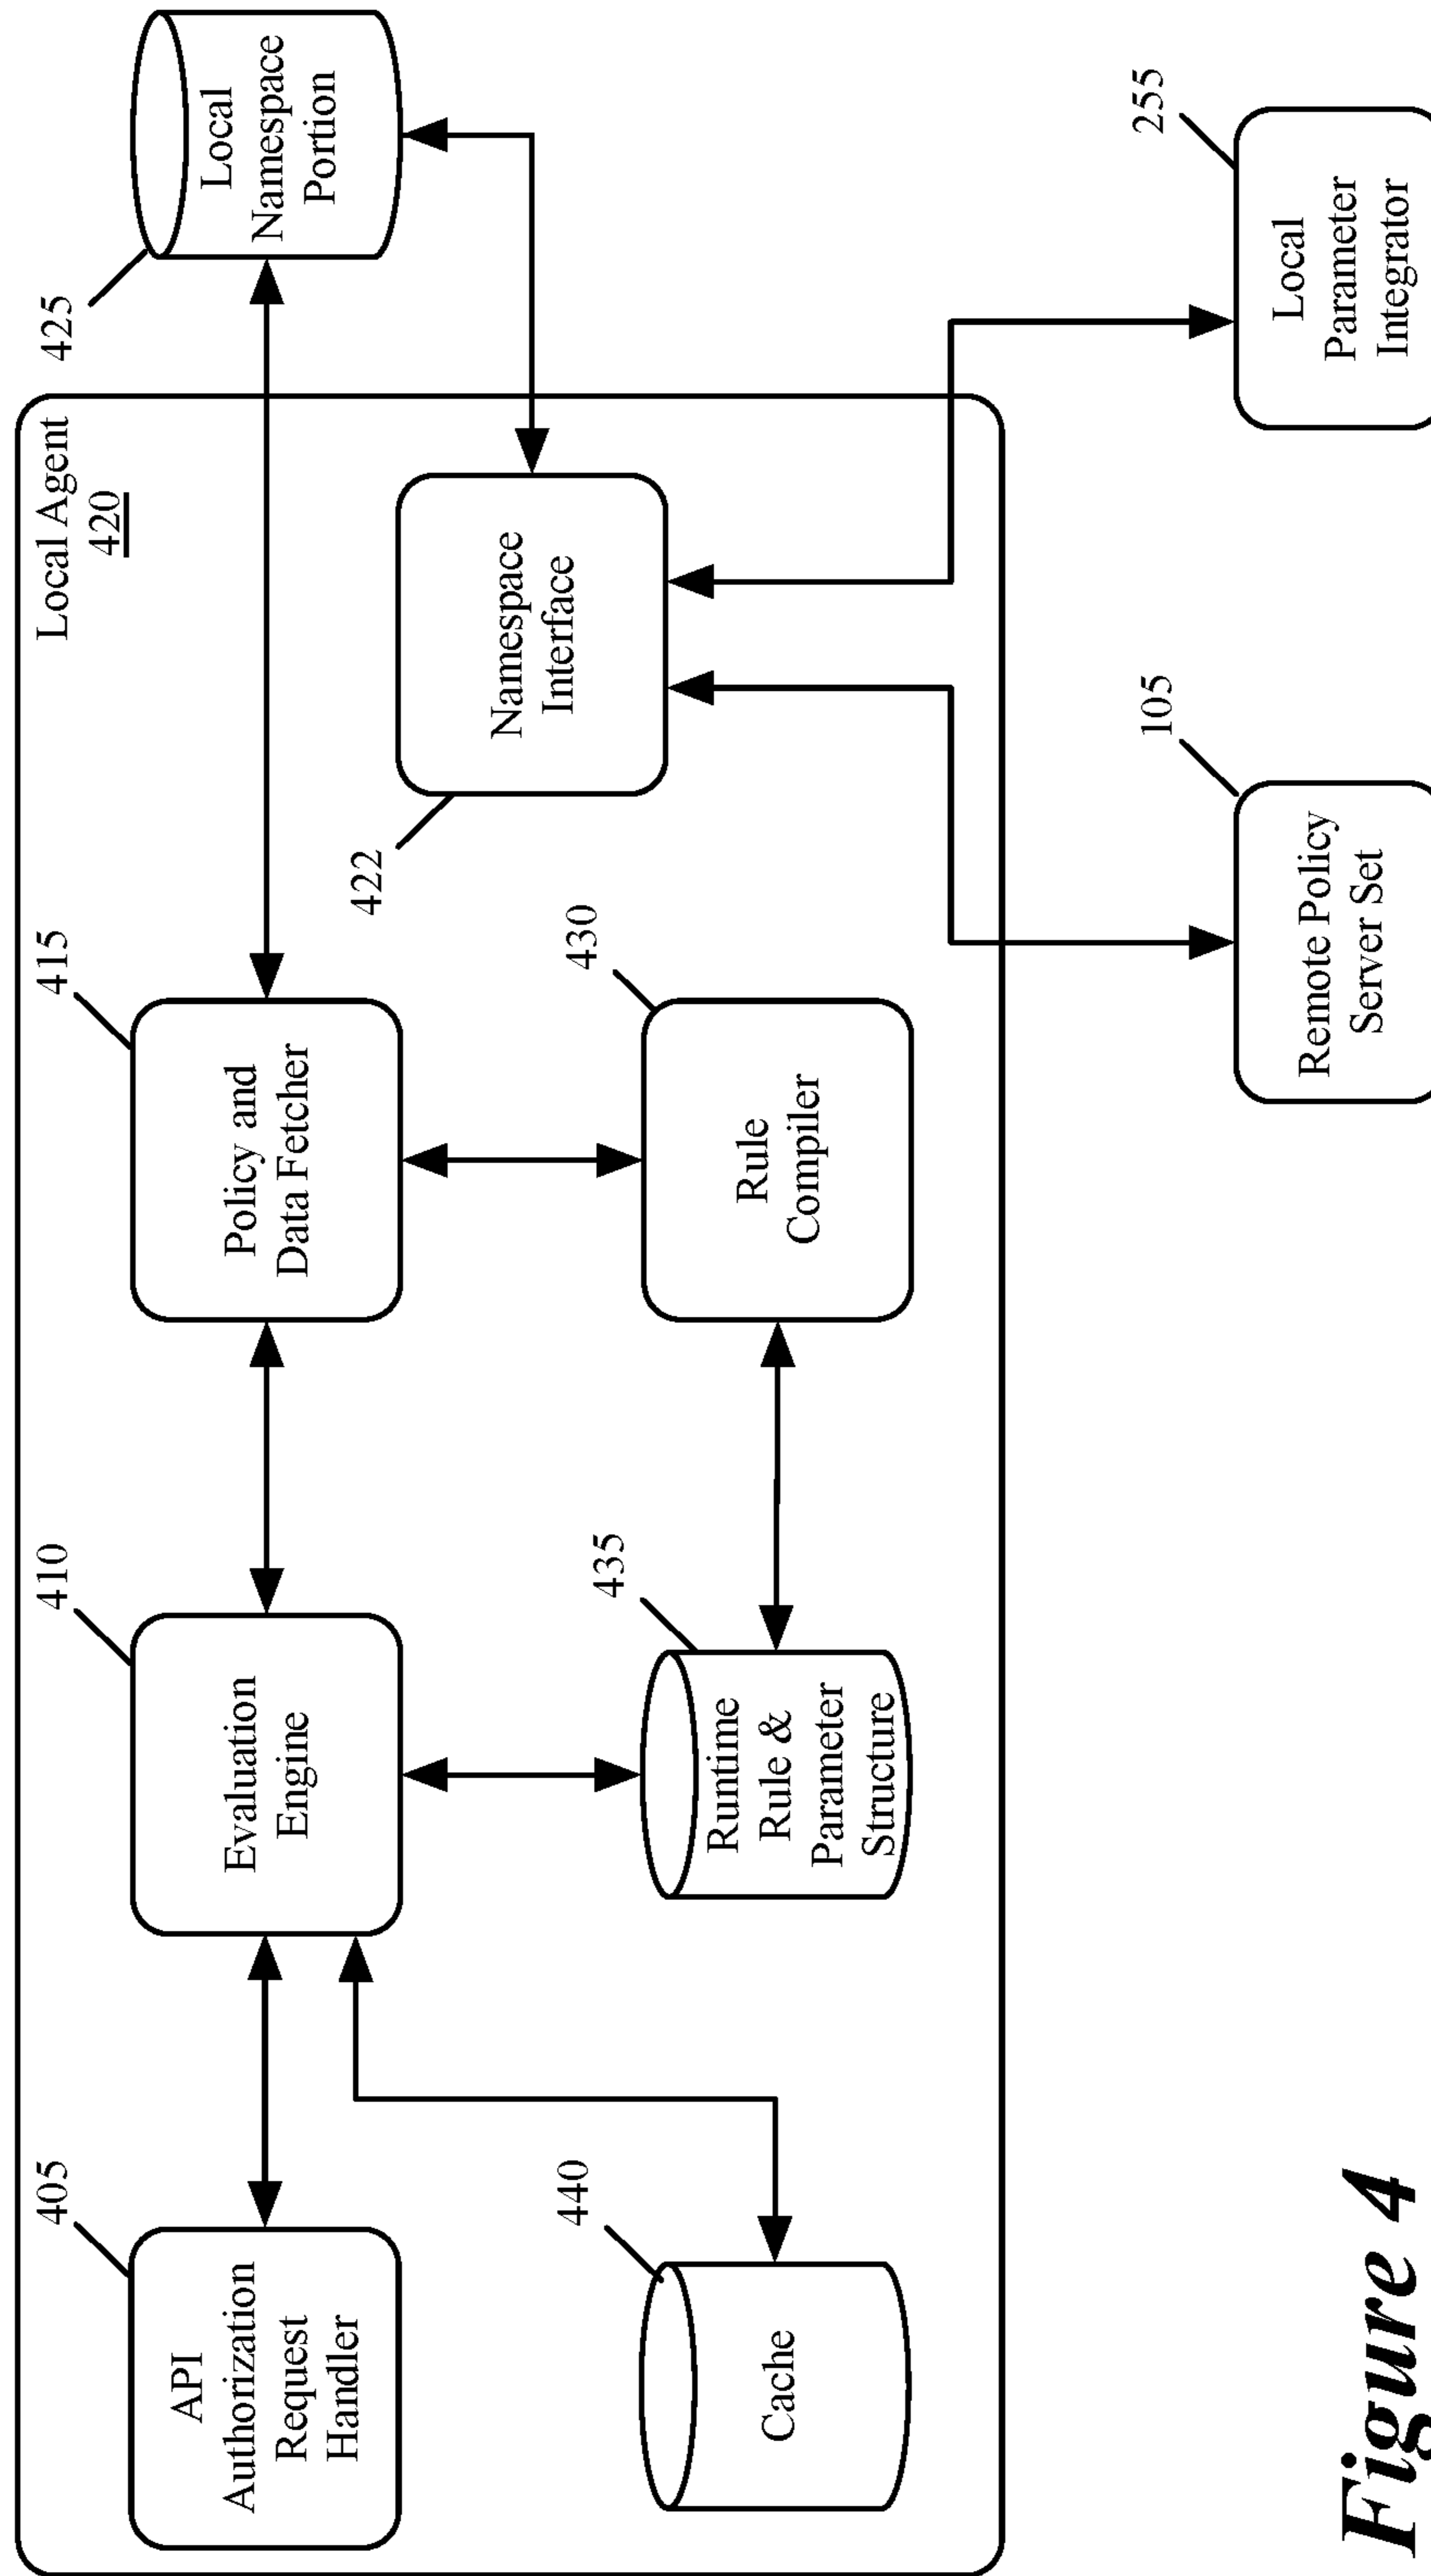 Local Agent
420
405
API
Authorization
Request
Handler
410
Evaluation
Engine
415
Policy and
Data Fetcher
425
Local
Namespace
Portion
440
Cache
435
Runtime
Rule &
Parameter
Structure
430
Rule
Compiler
422
Namespace
Interface
105
Remote Policy
Server Set
255
Local
Parameter
Integrator
Figure 4